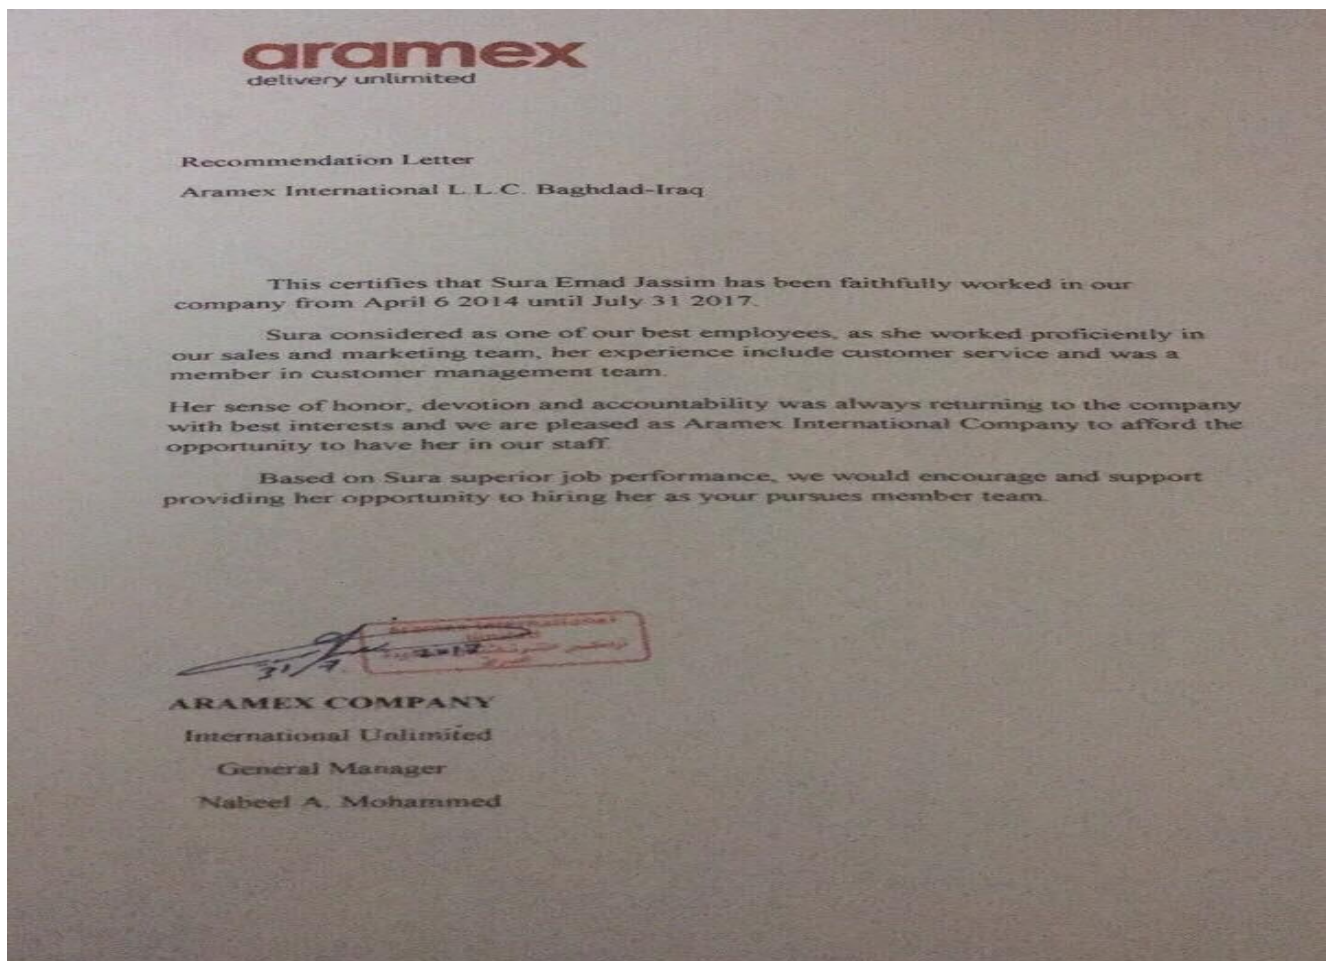 aramex
delivery unlimited
Recommendation Letter
Aramex International L.L.C. Baghdad-Iraq
This certifies that Sura Emad Jassim has been faithfully worked in our
company from April 6 2014 until July 31 2017.
Sura considered as one of our best employees, as she worked proficiently in
our sales and marketing team, her experience include customer service and was a
member in customer management team.
Her sense of honor, devotion and accountability was always returning to the company
with best interests and we are pleased as Aramex International Company to afford the
opportunity to have her in our staff.
Based on Sura superior job performance, we would encourage and support
providing her opportunity to hiring her as your pursues member team.
31/7 2017
ARAMEX COMPANY
International Unlimited
General Manager
Nabeel A. Mohammed